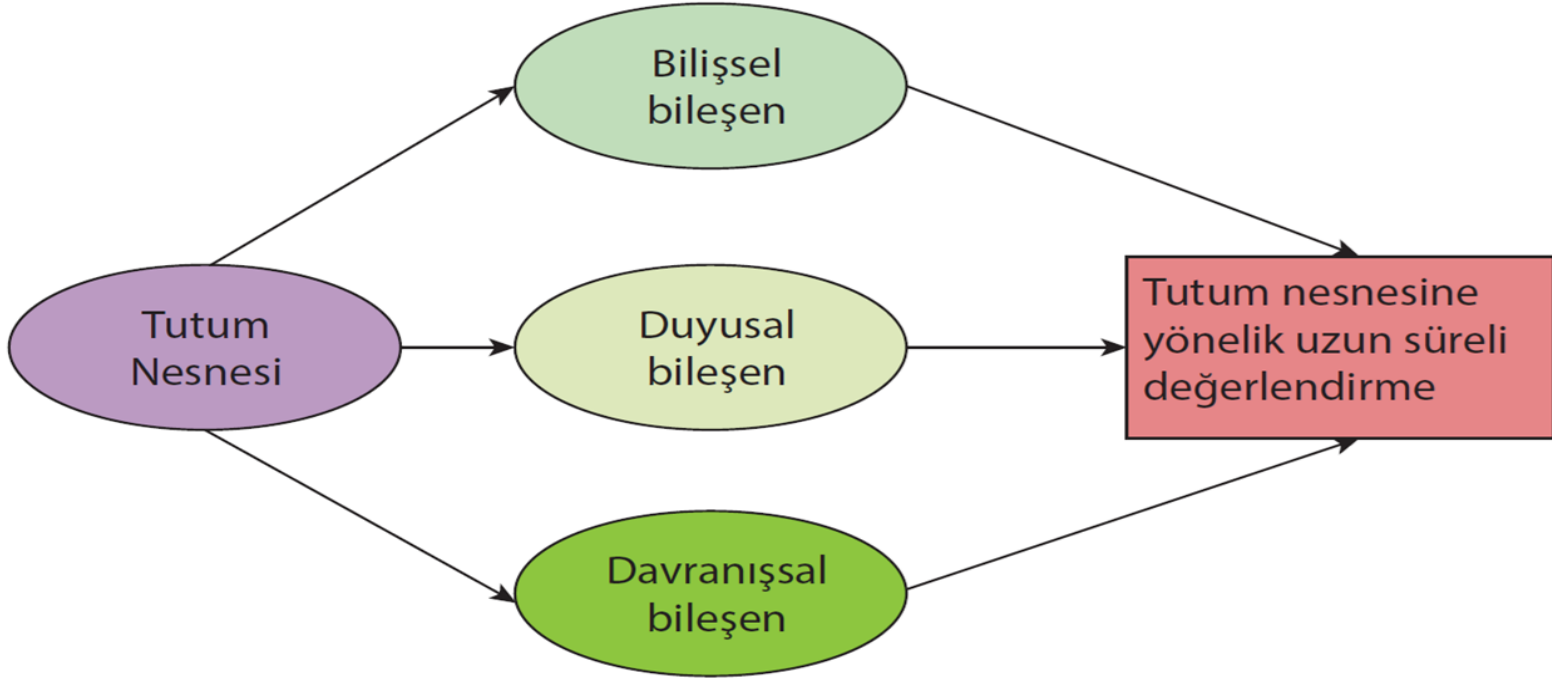 Bilişsel
bileşen
Tutum
Nesnesi
Duyusal
bileşen
Tutum nesnesine
yönelik uzun süreli
değerlendirme
Davranışsal
bileşen